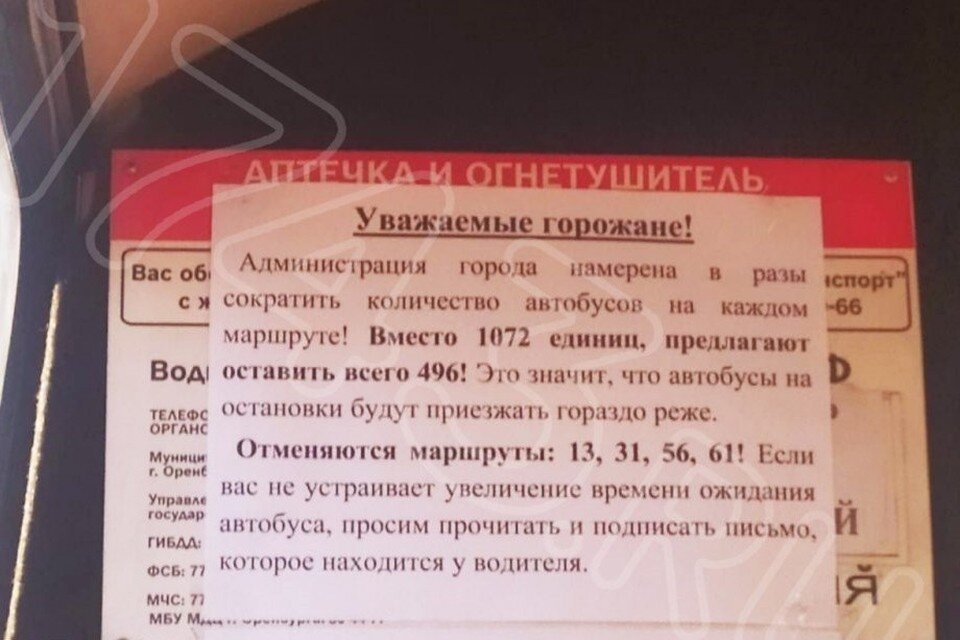 АПТЕЧКА И ОГНЕТУШИТЕЛЬ
Уважаемые горожане!
Администрация города намерена в разы
сократить количество автобусов на каждом
маршруте! Вместо 1072 единиц, предлагают
оставить всего 496! Это значит, что автобусы на
остановки будут приезжать гораздо реже.
Отменяются маршруты: 13, 31, 56, 61! Если
вас не устраивает увеличение времени ожидания
автобуса, просим прочитать и подписать письмо,
которое находится у водителя.
Вас об
спорт"
с ж
-66
Вод
Ф
ТЕЛЕФО
ОРГАНО
Муници
г. Оренб
Управле
государ
Й
ГИБДД:
ФСБ: 77
ИЯ
МЧС: 77
МБУ М